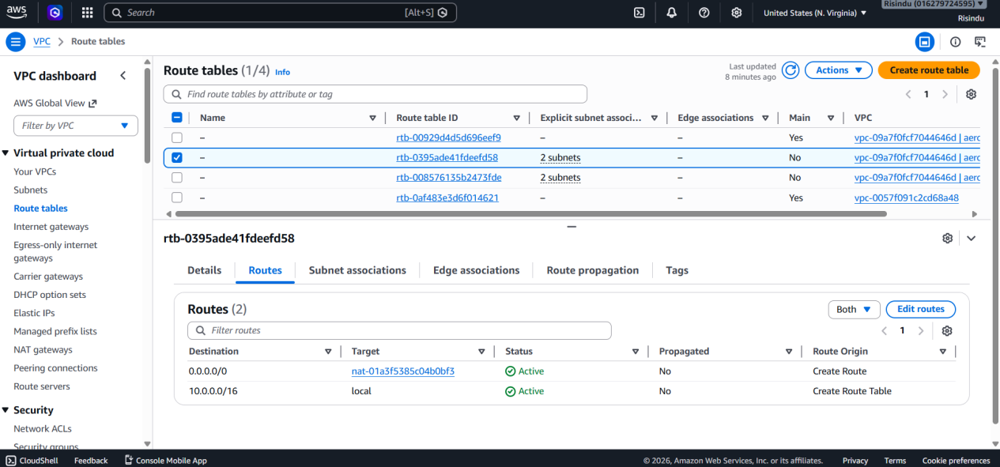 aws
Search [Alt+S]
United States (N. Virginia)
Risindu (016279724595)
Risindu
VPC Route tables
VPC dashboard
AWS Global View
Filter by VPC
Virtual private cloud
Your VPCs
Subnets
Route tables
Internet gateways
Egress-only internet
gateways
Carrier gateways
DHCP option sets
Elastic IPs
Managed prefix lists
NAT gateways
Peering connections
Route servers
Security
Network ACLs
Security groups
Route tables (1/4) Info
Last updated
8 minutes ago
Actions
Create route table
Find route tables by attribute or tag
1
Name Route table ID Explicit subnet associ... Edge associations Main VPC
– rtb-00929d4d5d696eef9 – – Yes vpc-09a7f0fcf7044646d | aero
– rtb-0395ade41fdeefd58 2 subnets – No vpc-09a7f0fcf7044646d | aero
– rtb-008576135b2473fde 2 subnets – No vpc-09a7f0fcf7044646d | aero
– rtb-0af483e3d6f014621 – – Yes vpc-0057f091c2cd68a48
rtb-0395ade41fdeefd58
Details Routes Subnet associations Edge associations Route propagation Tags
Routes (2)
Both
Edit routes
Filter routes
1
Destination Target Status Propagated Route Origin
0.0.0.0/0 nat-01a3f5385c04b0bf3 Active No Create Route
10.0.0.0/16 local Active No Create Route Table
CloudShell Feedback Console Mobile App © 2026, Amazon Web Services, Inc. or its affiliates. Privacy Terms Cookie preferences